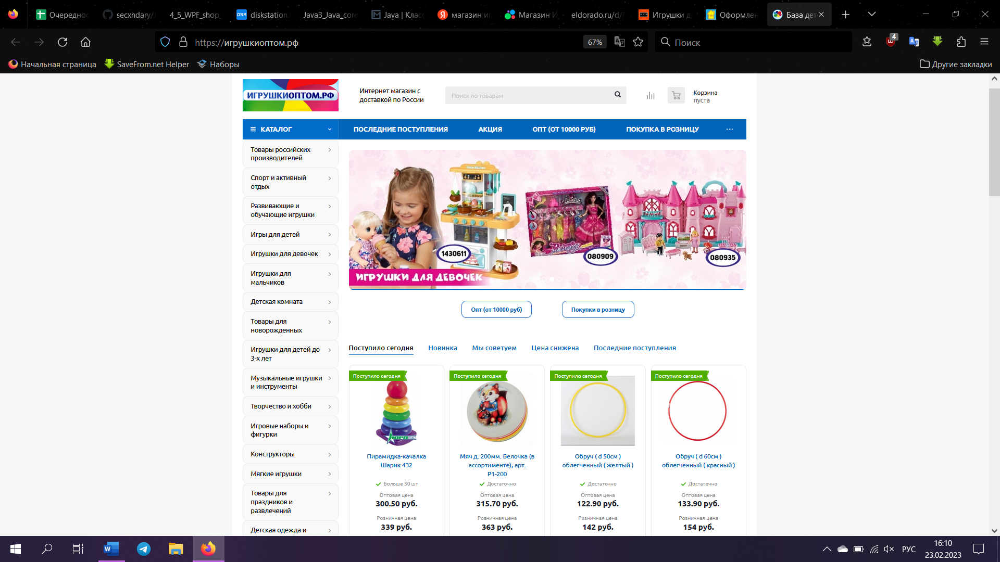 Очереднос
secxndary/J
4_5_WPF_shop_
DSM
diskstation.
Java3_Java_core
Java | Класс
магазин иг
Магазин И
eldorado.ru/d/
Игрушки д
Оформлен
База дет
https://игрушкиоптом.рф
67%
Поиск
4
Начальная страница
SaveFrom.net Helper
Наборы
Другие закладки
ИГРУШКИОПТОМ.РФ
Интернет магазин с
доставкой по России
Поиск по товарам
Корзина
пуста
КАТАЛОГ
ПОСЛЕДНИЕ ПОСТУПЛЕНИЯ
АКЦИЯ
ОПТ (ОТ 10000 РУБ)
ПОКУПКА В РОЗНИЦУ
...
Товары российских
производителей
Спорт и активный
отдых
Развивающие и
обучающие игрушки
Игры для детей
Игрушки для девочек
Игрушки для
мальчиков
Детская комната
Товары для
новорожденных
Игрушки для детей до
3-х лет
Музыкальные игрушки
и инструменты
Творчество и хобби
Игровые наборы и
фигурки
Конструкторы
Мягкие игрушки
Товары для
праздников и
развлечений
Детская одежда и
Home Kitchen
1430611
080909
080935
ИГРУШКИ ДЛЯ ДЕВОЧЕК
Опт (от 10000 руб)
Покупки в розницу
Поступило сегодня
Новинка
Мы советуем
Цена снижена
Последние поступления
Поступило сегодня
Поступило сегодня
Поступило сегодня
Поступило сегодня
Пирамидка-качалка
Шарик 432
Больше 30 шт
Оптовая цена
300.50 руб.
Розничная цена
339 руб.
Мяч д. 200мм. Белочка (в
ассортименте), арт.
Р1-200
Достаточно
Оптовая цена
315.70 руб.
Розничная цена
363 руб.
Обруч ( d 50см )
облегченный ( желтый )
Достаточно
Оптовая цена
122.90 руб.
Розничная цена
142 руб.
Обруч ( d 60см )
облегченный ( красный )
Достаточно
Оптовая цена
133.90 руб.
Розничная цена
154 руб.
РУС
16:10
23.02.2023